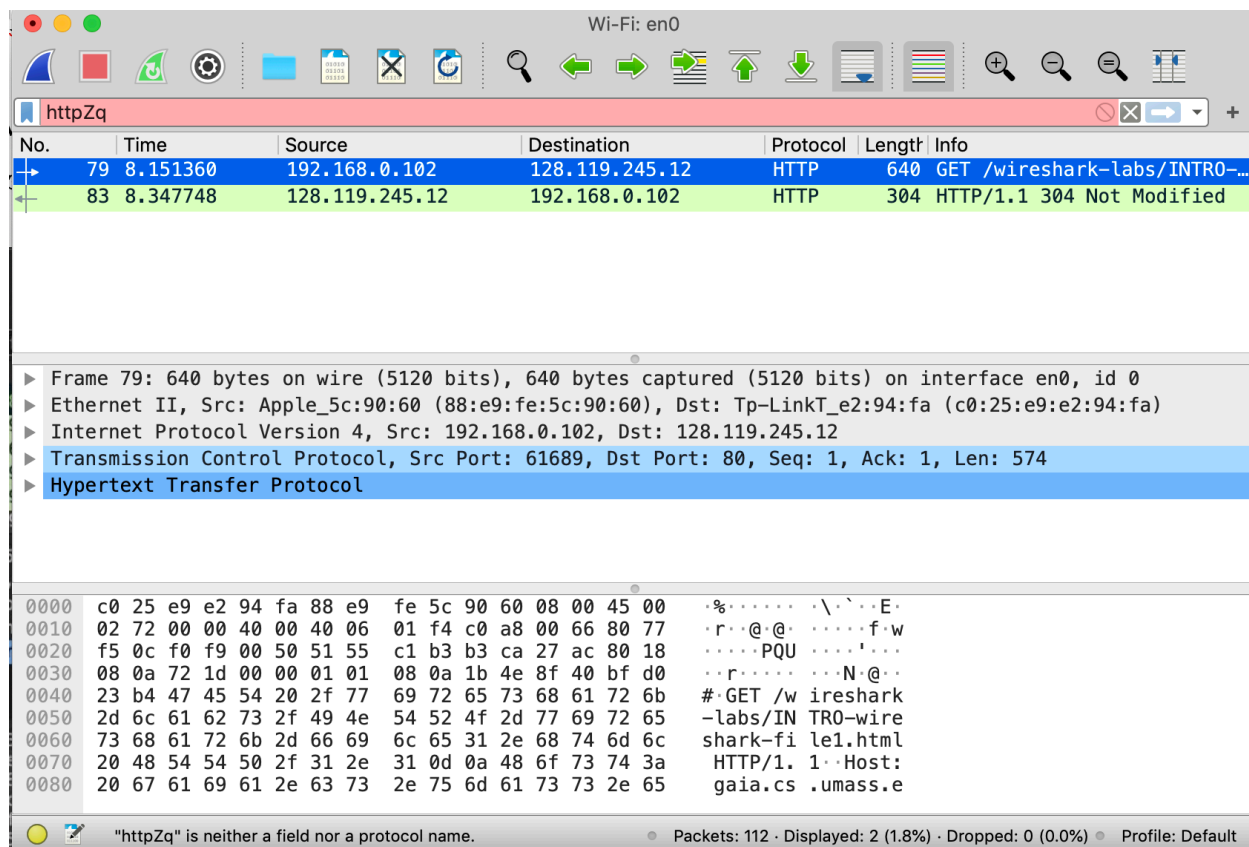 Wi-Fi: en0
httpZq
No. Time Source Destination Protocol Length Info
79 8.151360 192.168.0.102 128.119.245.12 HTTP 640 GET /wireshark-labs/INTRO-…
83 8.347748 128.119.245.12 192.168.0.102 HTTP 304 HTTP/1.1 304 Not Modified
Frame 79: 640 bytes on wire (5120 bits), 640 bytes captured (5120 bits) on interface en0, id 0
Ethernet II, Src: Apple_5c:90:60 (88:e9:fe:5c:90:60), Dst: Tp-LinkT_e2:94:fa (c0:25:e9:e2:94:fa)
Internet Protocol Version 4, Src: 192.168.0.102, Dst: 128.119.245.12
Transmission Control Protocol, Src Port: 61689, Dst Port: 80, Seq: 1, Ack: 1, Len: 574
Hypertext Transfer Protocol
0000 c0 25 e9 e2 94 fa 88 e9 fe 5c 90 60 08 00 45 00 ·%······ ·\·`··E·
0010 02 72 00 00 40 00 40 06 01 f4 c0 a8 00 66 80 77 ·r··@·@· ·····f·w
0020 f5 0c f0 f9 00 50 51 55 c1 b3 b3 ca 27 ac 80 18 ·····PQU ····'···
0030 08 0a 72 1d 00 00 01 01 08 0a 1b 4e 8f 40 bf d0 ··r····· ···N·@··
0040 23 b4 47 45 54 20 2f 77 69 72 65 73 68 61 72 6b #·GET /w ireshark
0050 2d 6c 61 62 73 2f 49 4e 54 52 4f 2d 77 69 72 65 -labs/IN TRO-wire
0060 73 68 61 72 6b 2d 66 69 6c 65 31 2e 68 74 6d 6c shark-fi le1.html
0070 20 48 54 54 50 2f 31 2e 31 0d 0a 48 6f 73 74 3a HTTP/1. 1··Host:
0080 20 67 61 69 61 2e 63 73 2e 75 6d 61 73 73 2e 65 gaia.cs .umass.e
"httpZq" is neither a field nor a protocol name. Packets: 112 · Displayed: 2 (1.8%) · Dropped: 0 (0.0%) Profile: Default